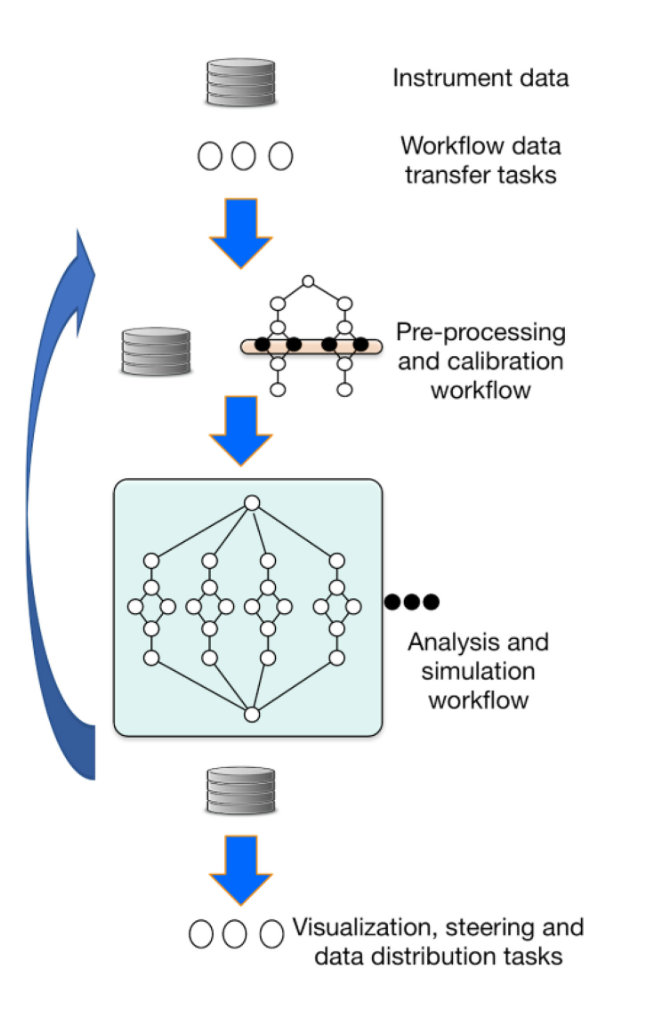 Instrument data
Workflow data
transfer tasks
Pre-processing
and calibration
workflow
Analysis and
simulation
workflow
Visualization, steering and
data distribution tasks